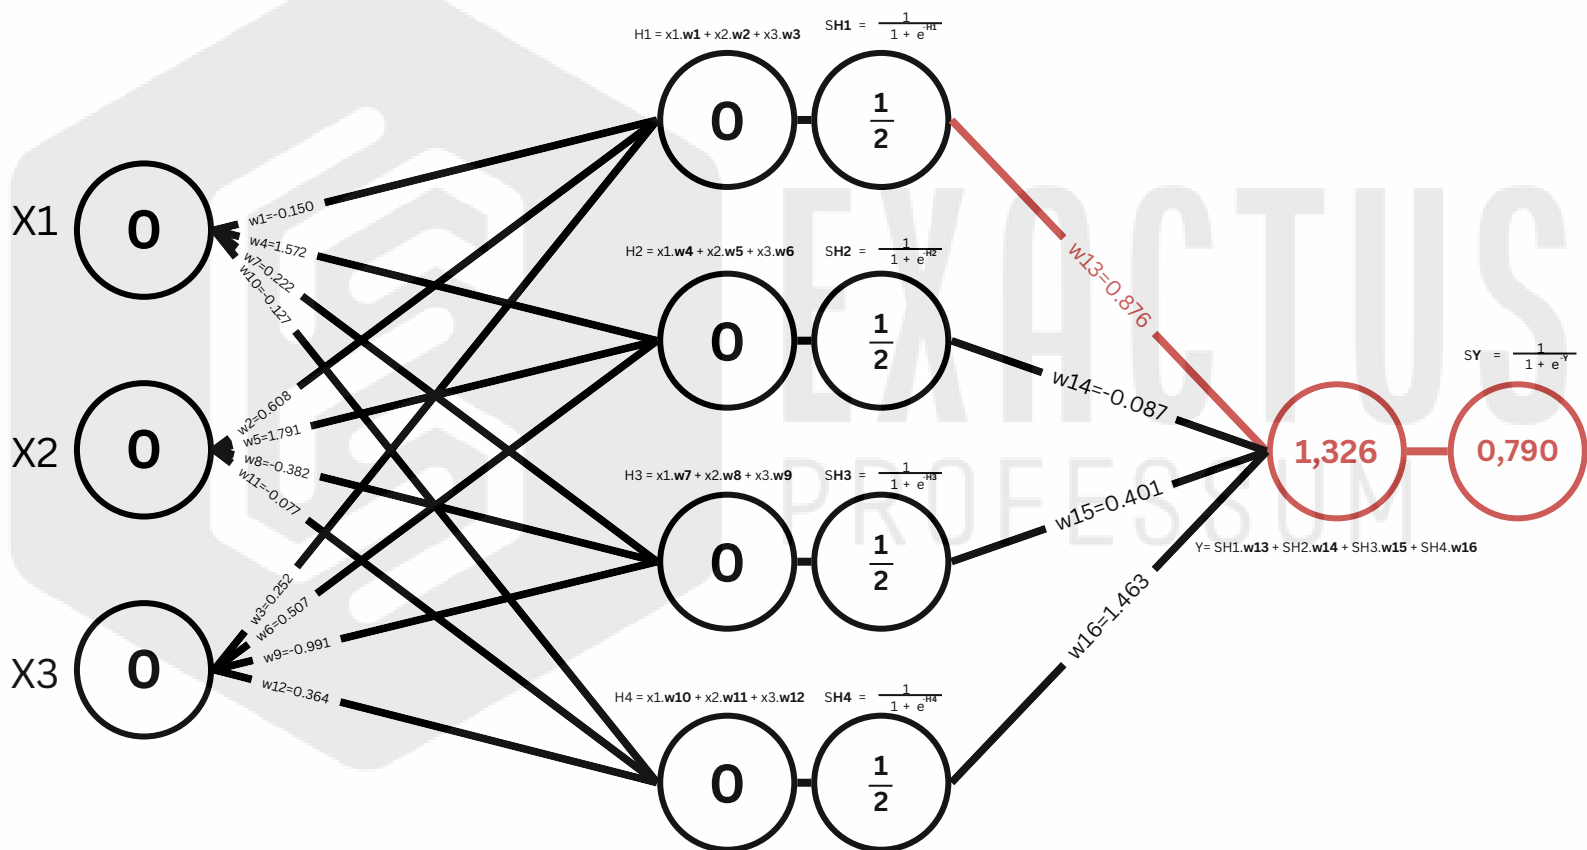 H1 = x1.w1 + x2.w2 + x3.w3
SH1 = 1 / 1 + e^-H1
0
1
2
X1
0
w1=-0.150
w4=1.572
w7=0.222
w10=-0.127
w13=0.876
H2 = x1.w4 + x2.w5 + x3.w6
SH2 = 1 / 1 + e^-H2
0
1
2
w14=-0.087
EXACTUS
PROFESSUM
X2
0
w2=0.608
w5=1.791
w8=-0.382
w11=-0.077
SY = 1 / 1 + e^-Y
1,326
0,790
Y= SH1.w13 + SH2.w14 + SH3.w15 + SH4.w16
H3 = x1.w7 + x2.w8 + x3.w9
SH3 = 1 / 1 + e^-H3
0
1
2
w15=0.401
X3
0
w3=0.252
w6=0.507
w9=-0.991
w12=0.364
w16=1.463
H4 = x1.w10 + x2.w11 + x3.w12
SH4 = 1 / 1 + e^-H4
0
1
2